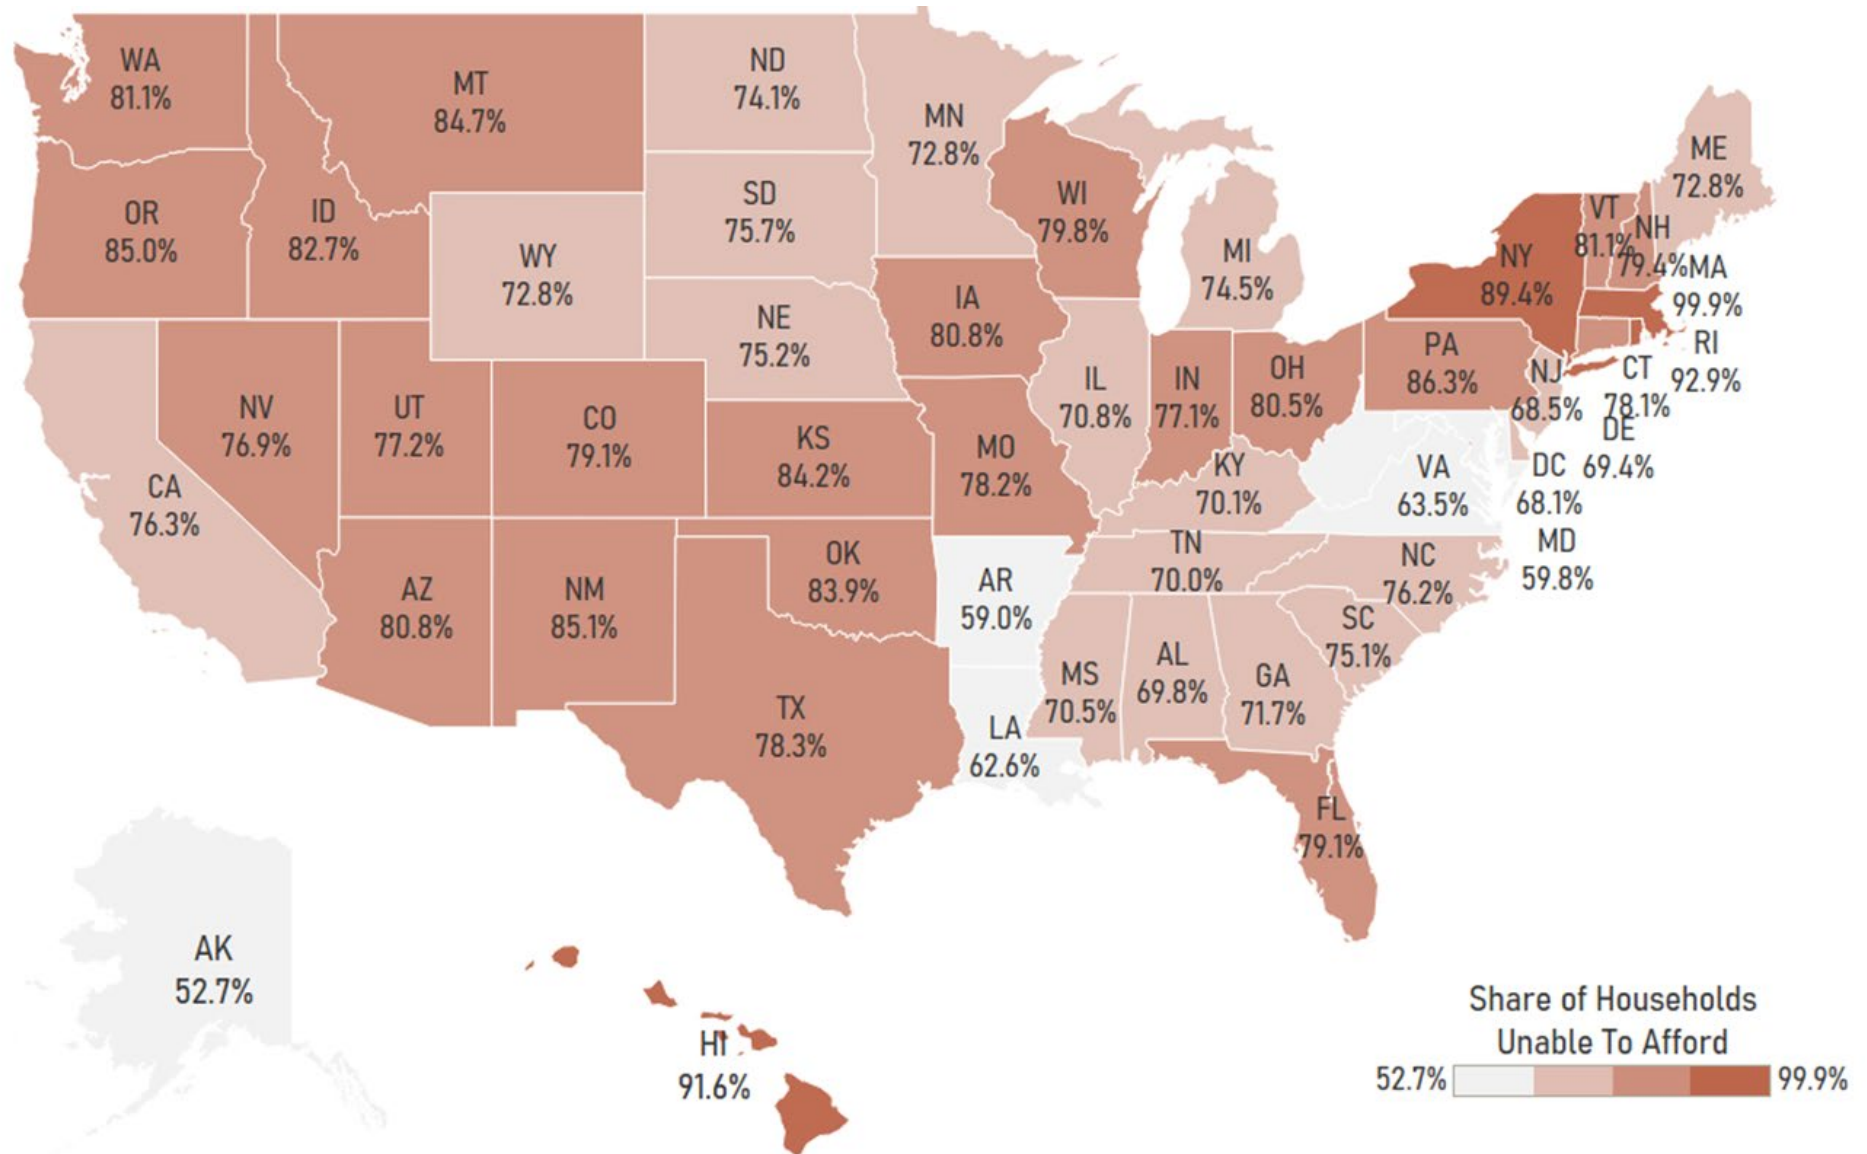 WA
81.1%
MT
84.7%
ND
74.1%
MN
72.8%
ME
72.8%
OR
85.0%
ID
82.7%
WY
72.8%
SD
75.7%
WI
79.8%
MI
74.5%
NY
89.4%
VT
81.1%
NH
79.4%
MA
99.9%
RI
92.9%
CT
78.1%
NJ
68.5%
PA
86.3%
NE
75.2%
IA
80.8%
IL
70.8%
IN
77.1%
OH
80.5%
NV
76.9%
UT
77.2%
CO
79.1%
KS
84.2%
MO
78.2%
KY
70.1%
VA
63.5%
DE
69.4%
DC
68.1%
MD
59.8%
CA
76.3%
AZ
80.8%
NM
85.1%
OK
83.9%
AR
59.0%
TN
70.0%
NC
76.2%
SC
75.1%
TX
78.3%
LA
62.6%
MS
70.5%
AL
69.8%
GA
71.7%
FL
79.1%
AK
52.7%
HI
91.6%
Share of Households
Unable To Afford
52.7% 99.9%